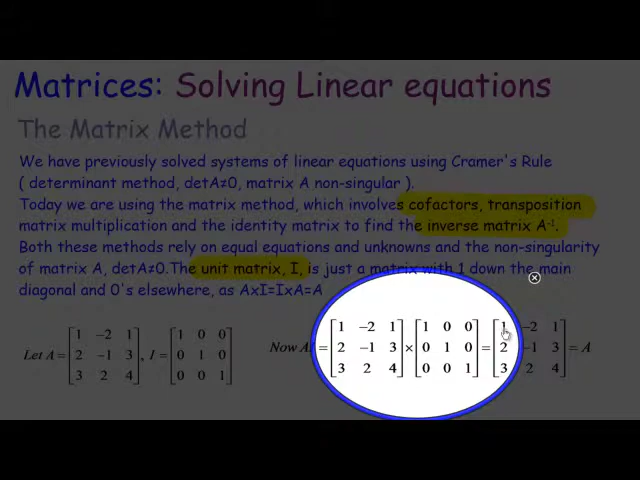 Matrices: Solving Linear equations
The Matrix Method
We have previously solved systems of linear equations using Cramer's Rule
( determinant method, detA≠0, matrix A non-singular ).
Today we are using the matrix method, which involves cofactors, transposition
matrix multiplication and the identity matrix to find the inverse matrix A⁻¹.
Both these methods rely on equal equations and unknowns and the non-singularity
of matrix A, detA≠0.The unit matrix, I, is just a matrix with 1 down the main
diagonal and 0's elsewhere, as AxI=IxA=A
Let A = [1 -2 1; 2 -1 3; 3 2 4], I = [1 0 0; 0 1 0; 0 0 1]
Now AI = [1 -2 1; 2 -1 3; 3 2 4] × [1 0 0; 0 1 0; 0 0 1] = [1 -2 1; 2 -1 3; 3 2 4] = A